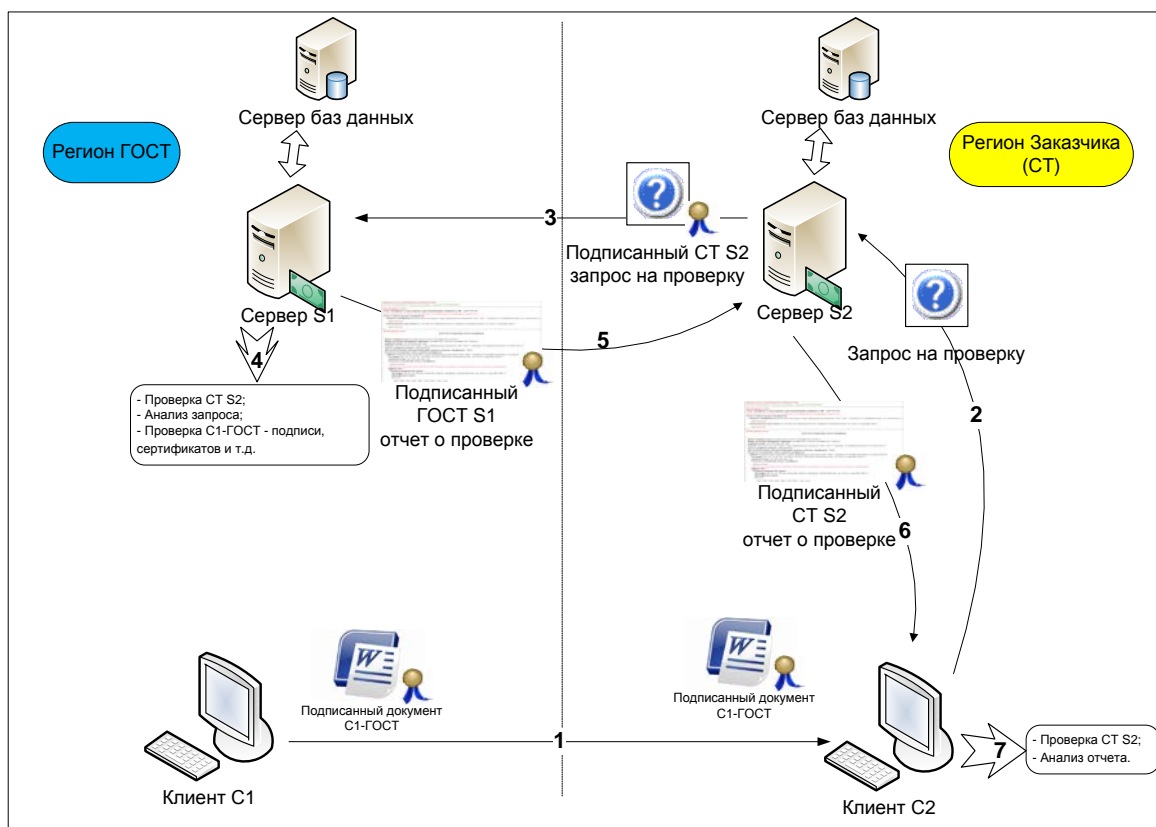 Сервер баз данных
Сервер баз данных
Регион ГОСТ
Регион Заказчика
(СТ)
3
Подписанный СТ S2
запрос на проверку
Сервер S1
Сервер S2
5
4
Запрос на проверку
- Проверка СТ S2;
- Анализ запроса;
- Проверка С1-ГОСТ - подписи,
сертификатов и т.д.
Подписанный
ГОСТ S1
отчет о проверке
2
Подписанный
СТ S2
отчет о проверке
6
W
Подписанный документ
С1-ГОСТ
W
Подписанный документ
С1-ГОСТ
1
7
- Проверка СТ S2;
- Анализ отчета.
Клиент С1
Клиент С2